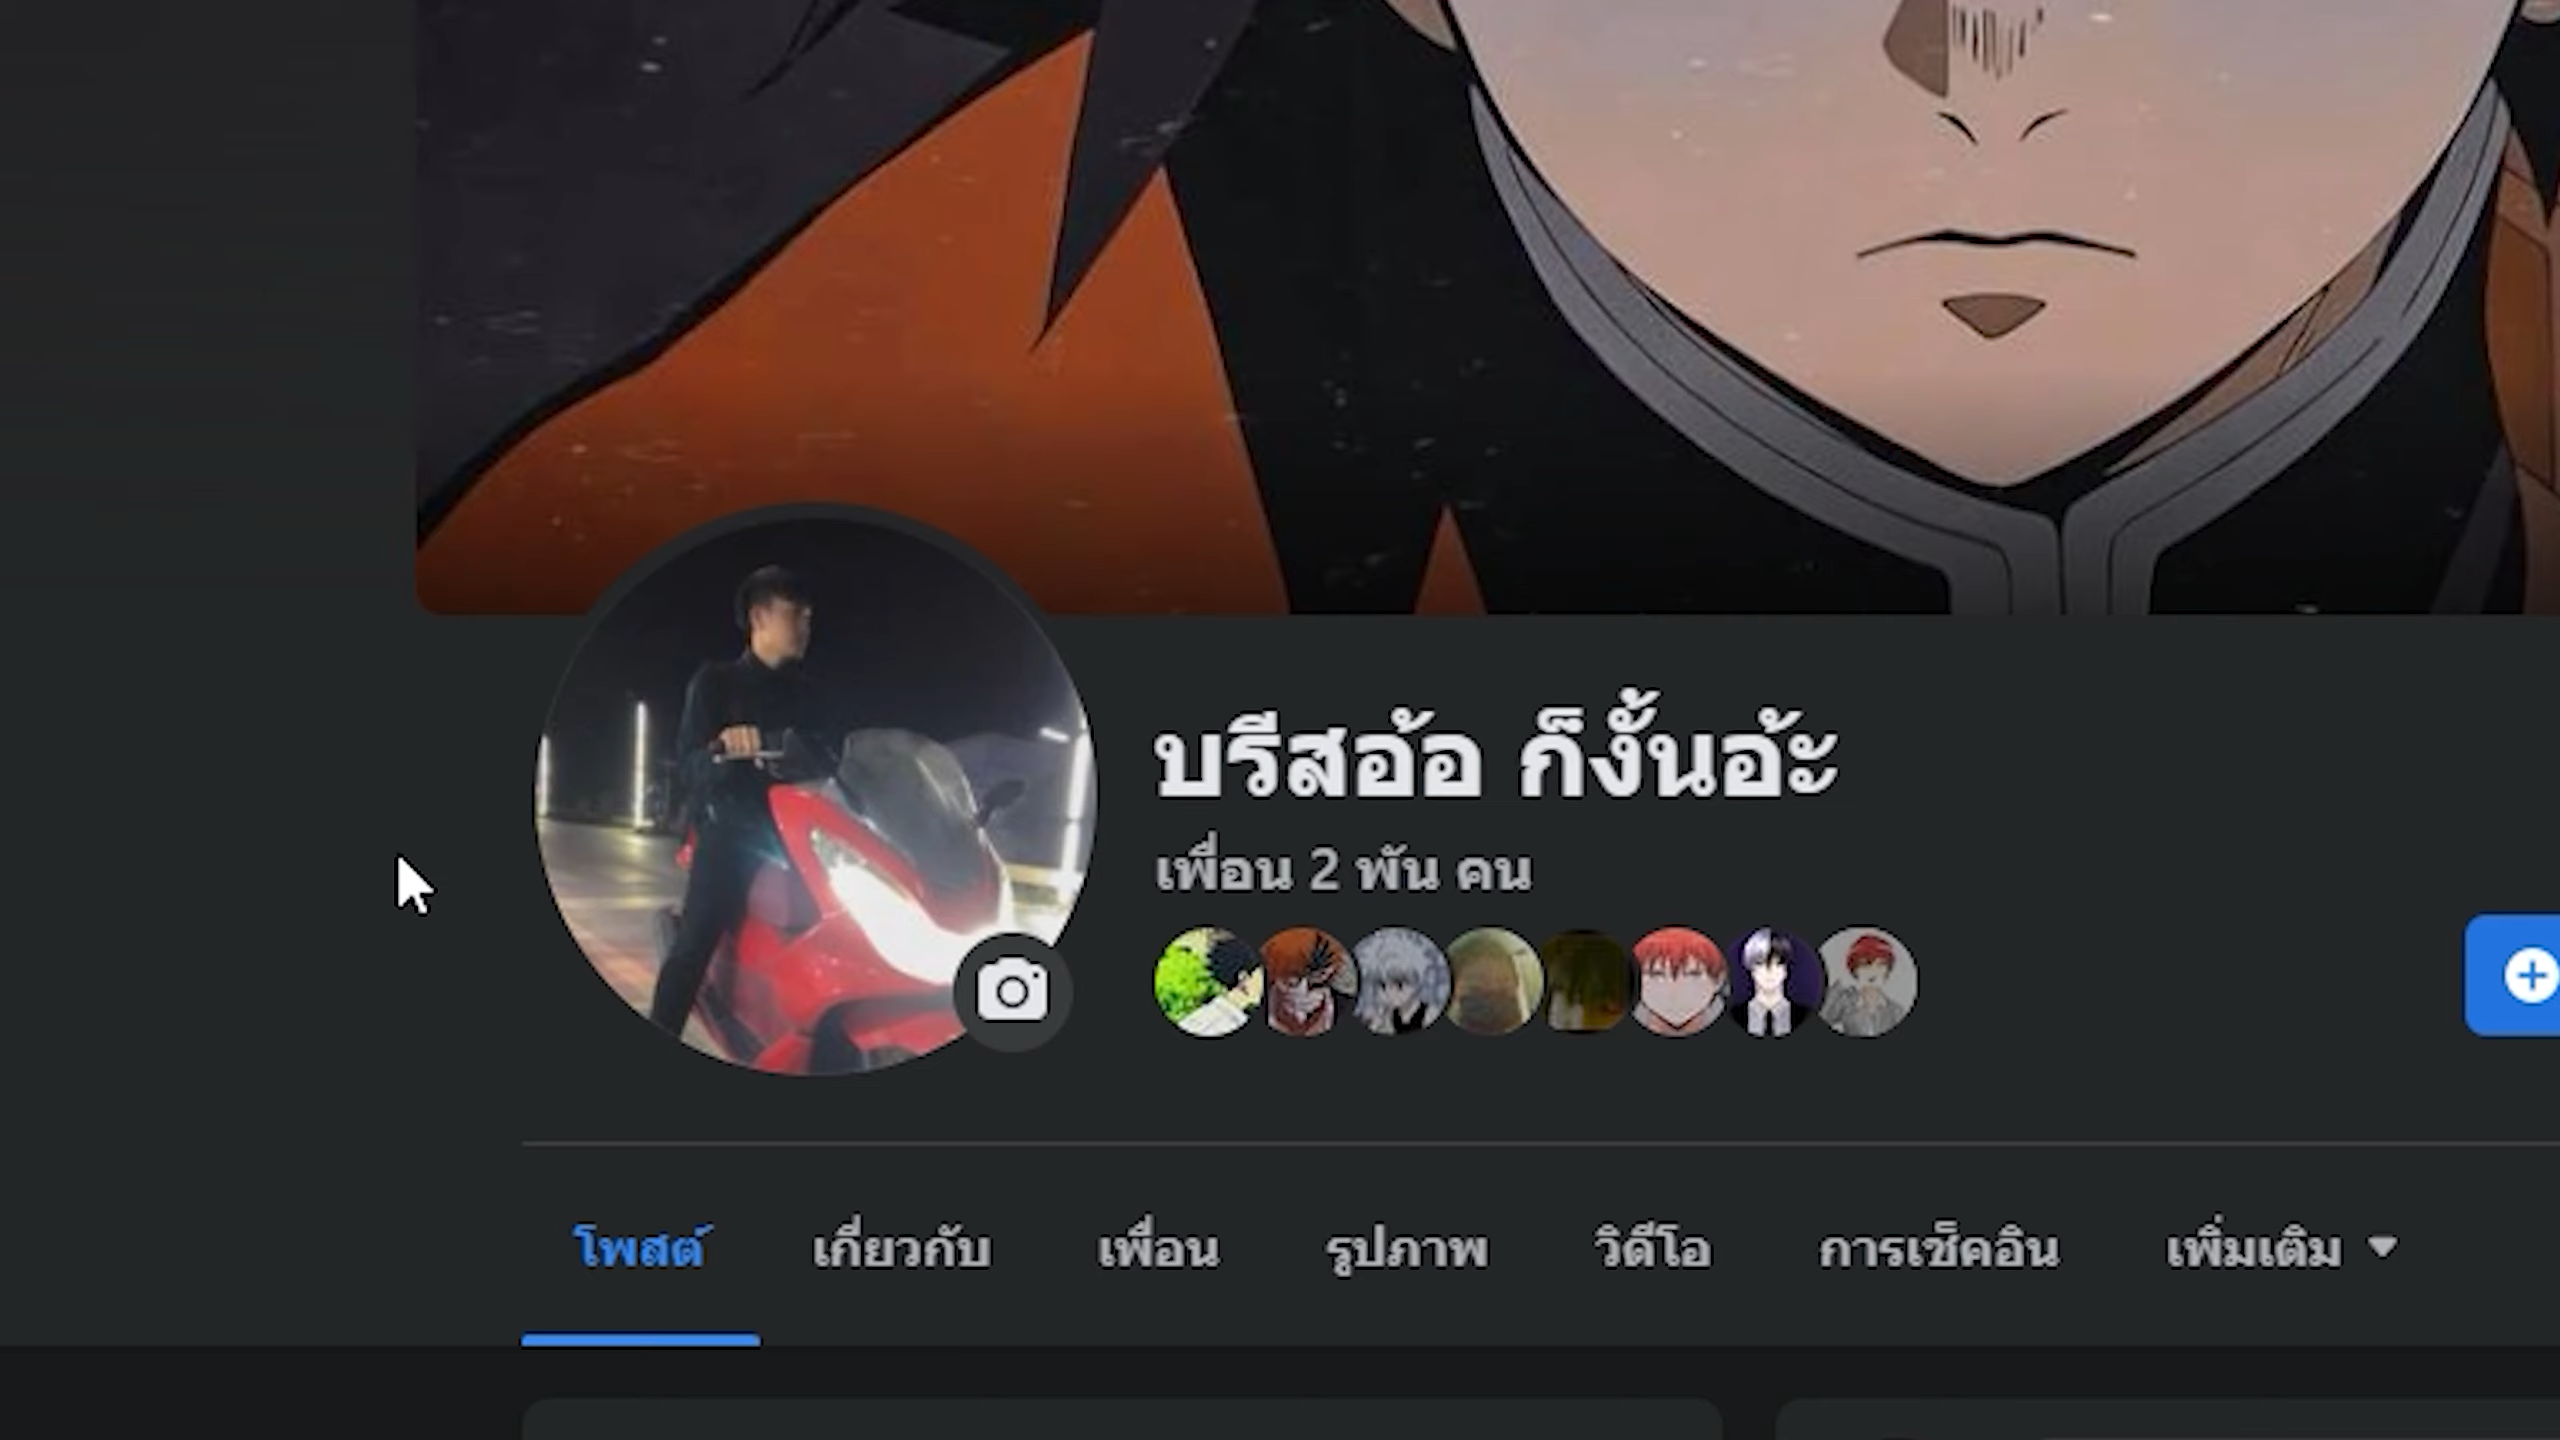 บรีสอ้อ ก็งั้นอ้ะ
เพื่อน 2 พัน คน
โพสต์ เกี่ยวกับ เพื่อน รูปภาพ วิดีโอ การเช็คอิน เพิ่มเติม